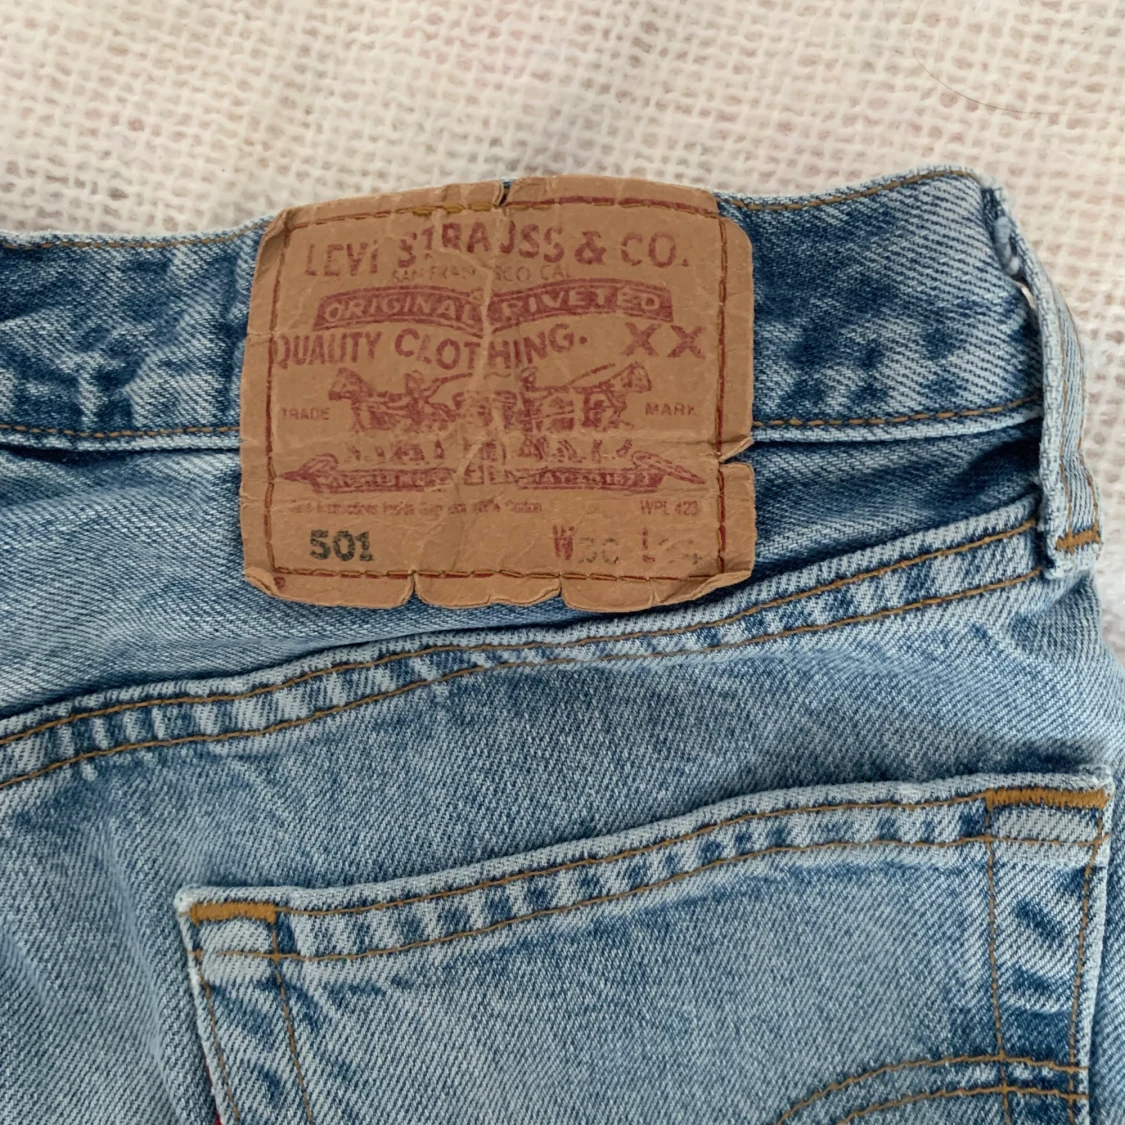 LEVI STRAUSS & CO.
SAN FRANCISCO CAL
ORIGINAL RIVETED
QUALITY CLOTHING. XX
TRADE MARK
WPL 423
501 W L